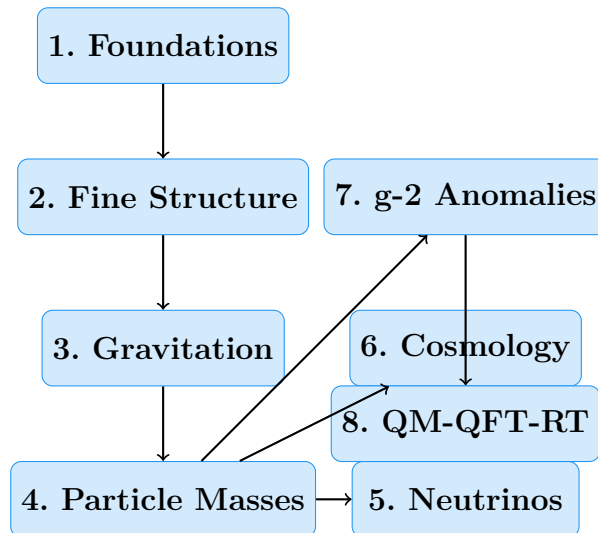 1. Foundations
2. Fine Structure
7. g-2 Anomalies
3. Gravitation
6. Cosmology
8. QM-QFT-RT
4. Particle Masses
5. Neutrinos